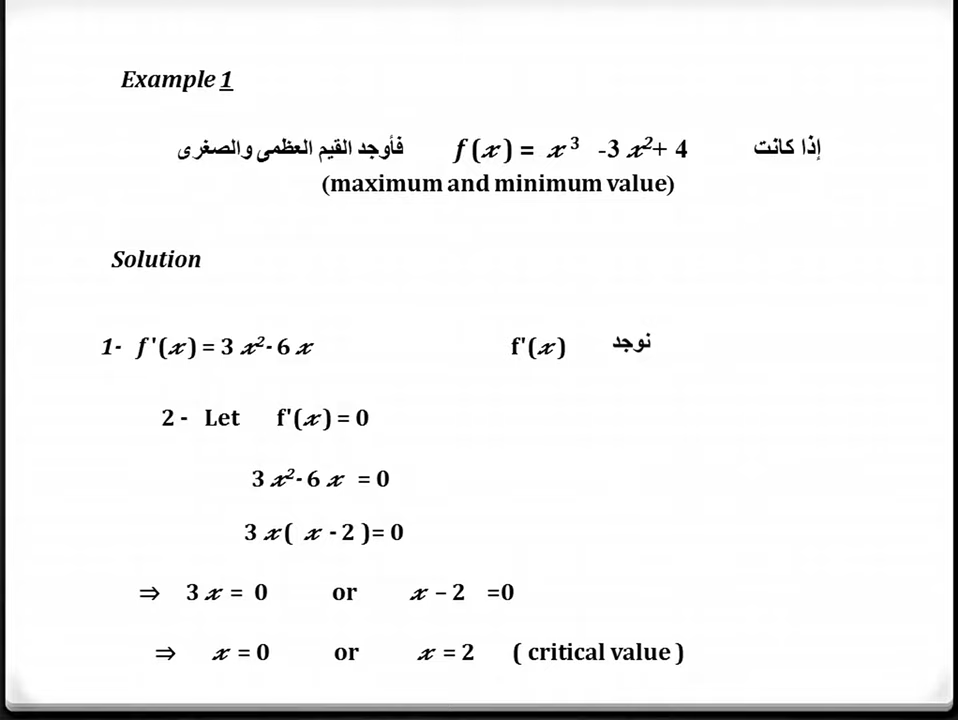 Example 1
إذا كانت f (x) = x³ -3 x²+ 4 فأوجد القيم العظمى والصغرى
(maximum and minimum value)
Solution
1- f '(x) = 3 x²- 6 x نوجد f'(x)
2 - Let f'(x) = 0
3 x²- 6 x = 0
3 x( x - 2 )= 0
⇒ 3 x = 0 or x – 2 =0
⇒ x = 0 or x = 2 ( critical value )